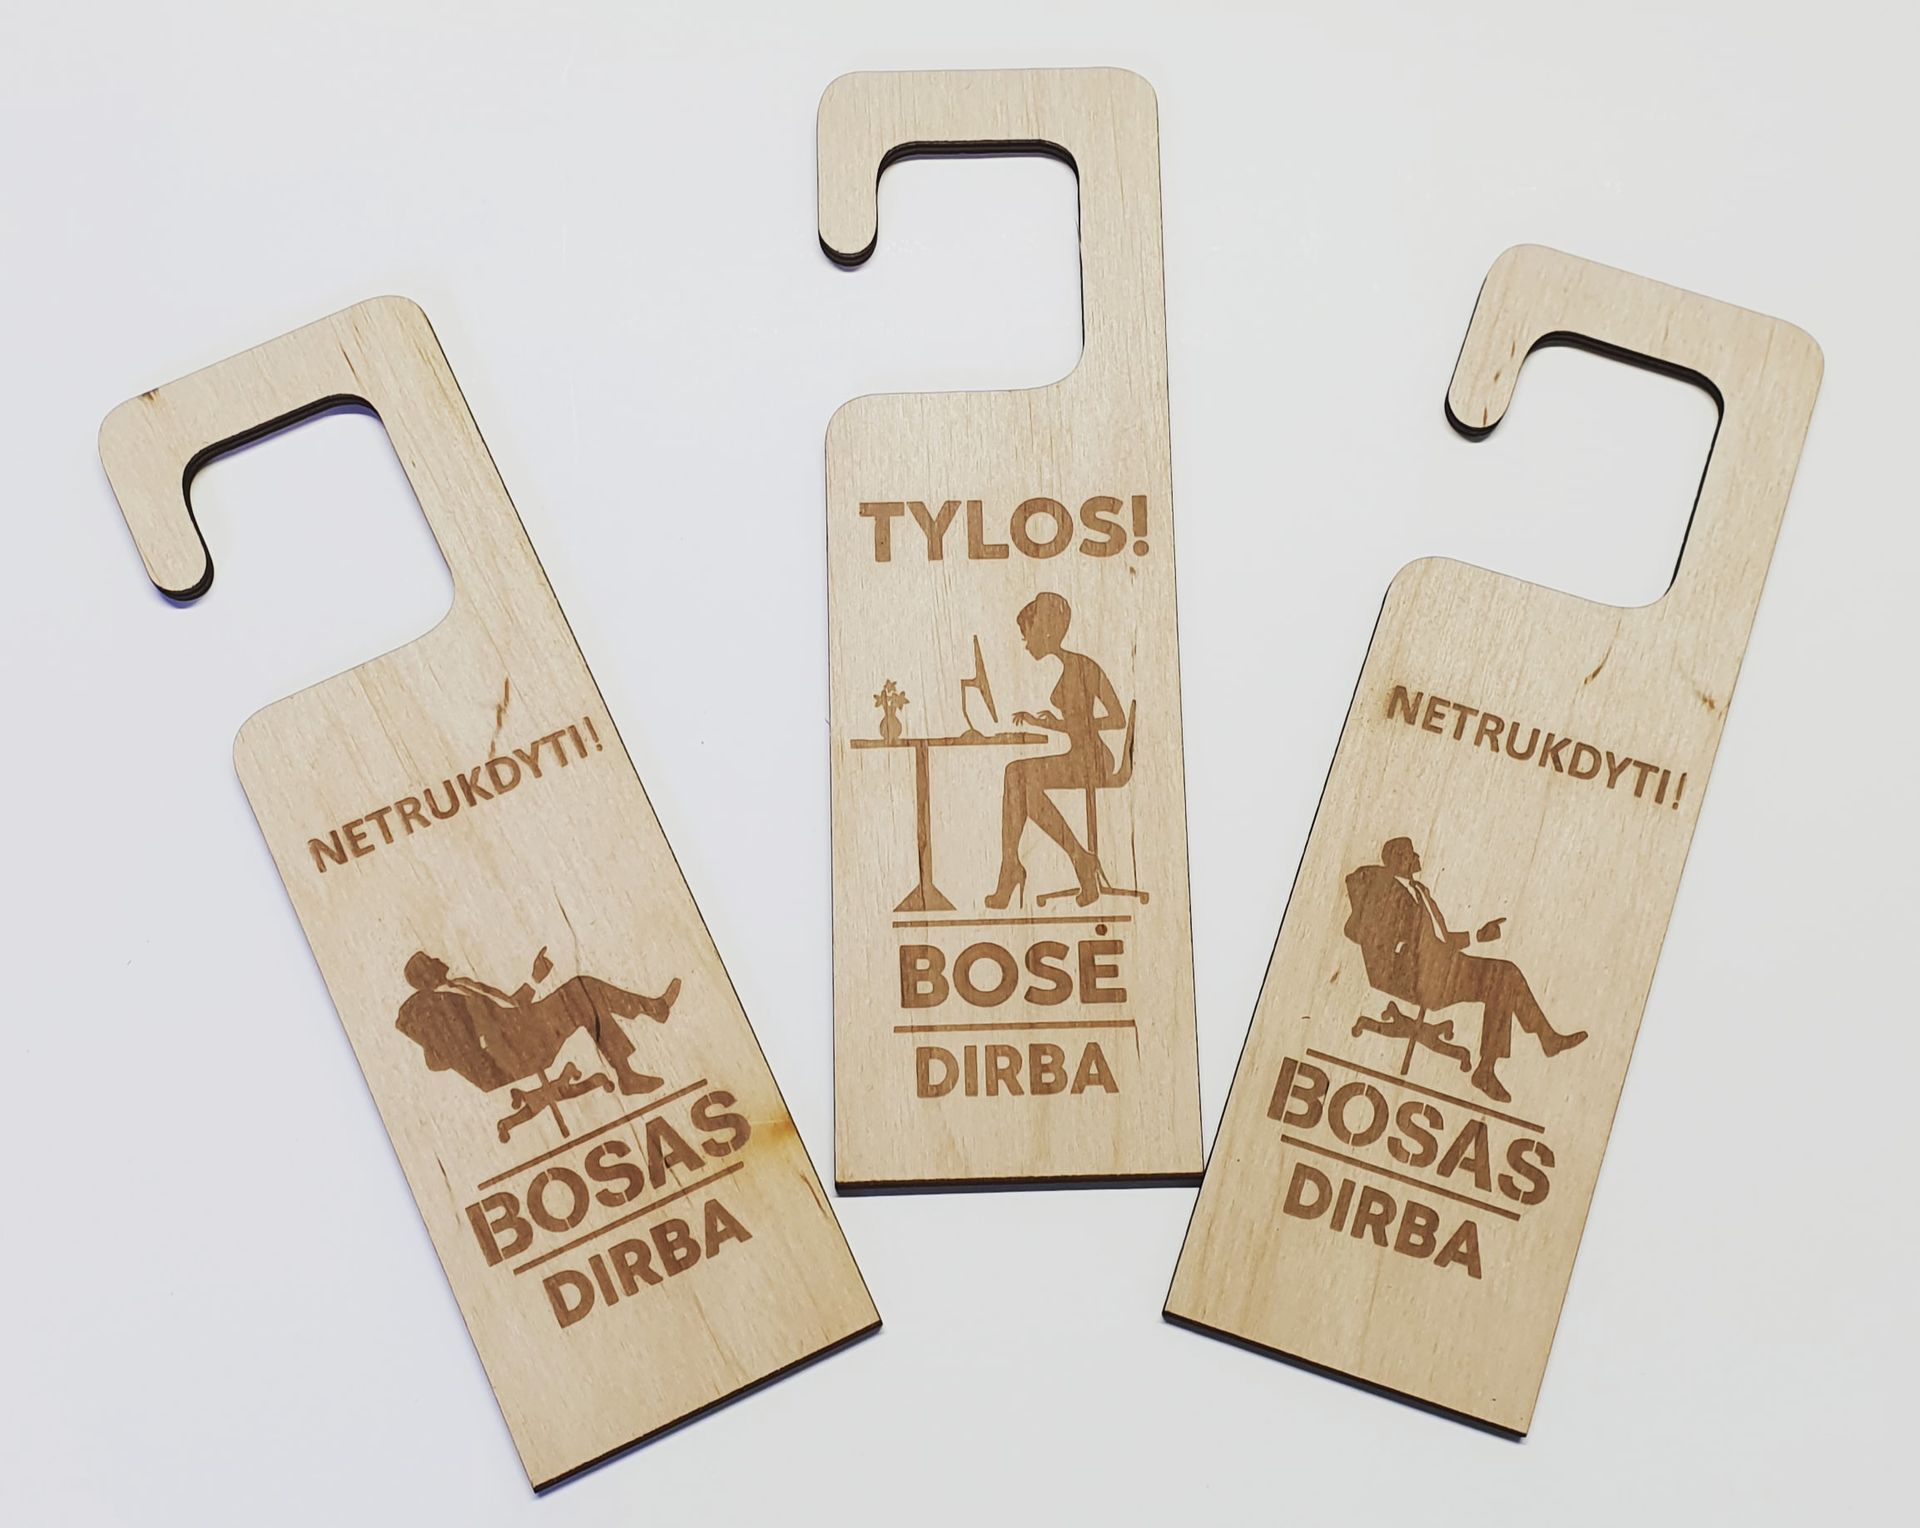 NETRUKDYTI!
BOSAS
DIRBA
TYLOS!
BOSĖ
DIRBA
NETRUKDYTI!
BOSAS
DIRBA